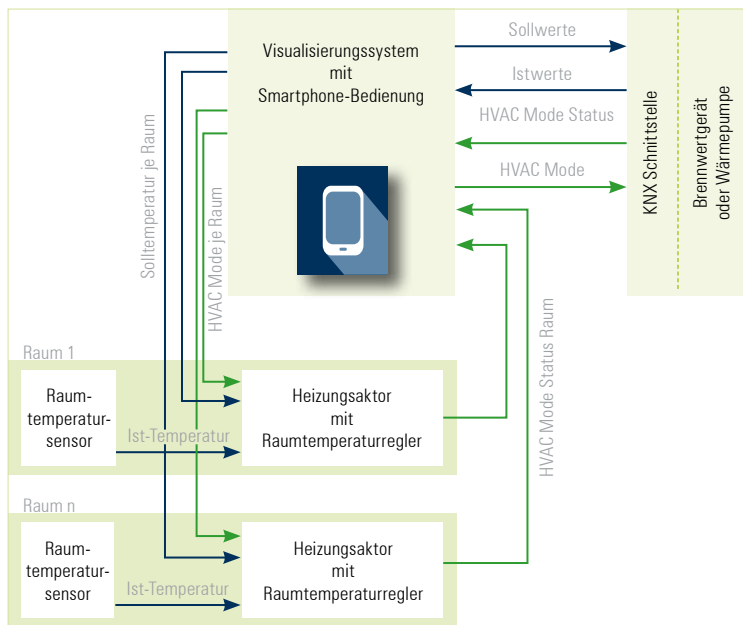 Visualisierungssystem
mit
Smartphone-Bedienung
Sollwerte
Istwerte
HVAC Mode Status
HVAC Mode
KNX Schnittstelle
Brennwertgerät
oder Wärmepumpe
Solltemperatur je Raum
HVAC Mode je Raum
HVAC Mode Status Raum
Raum 1
Raum-
temperatur-
sensor
Ist-Temperatur
Heizungsaktor
mit
Raumtemperaturregler
Raum n
Raum-
temperatur-
sensor
Ist-Temperatur
Heizungsaktor
mit
Raumtemperaturregler